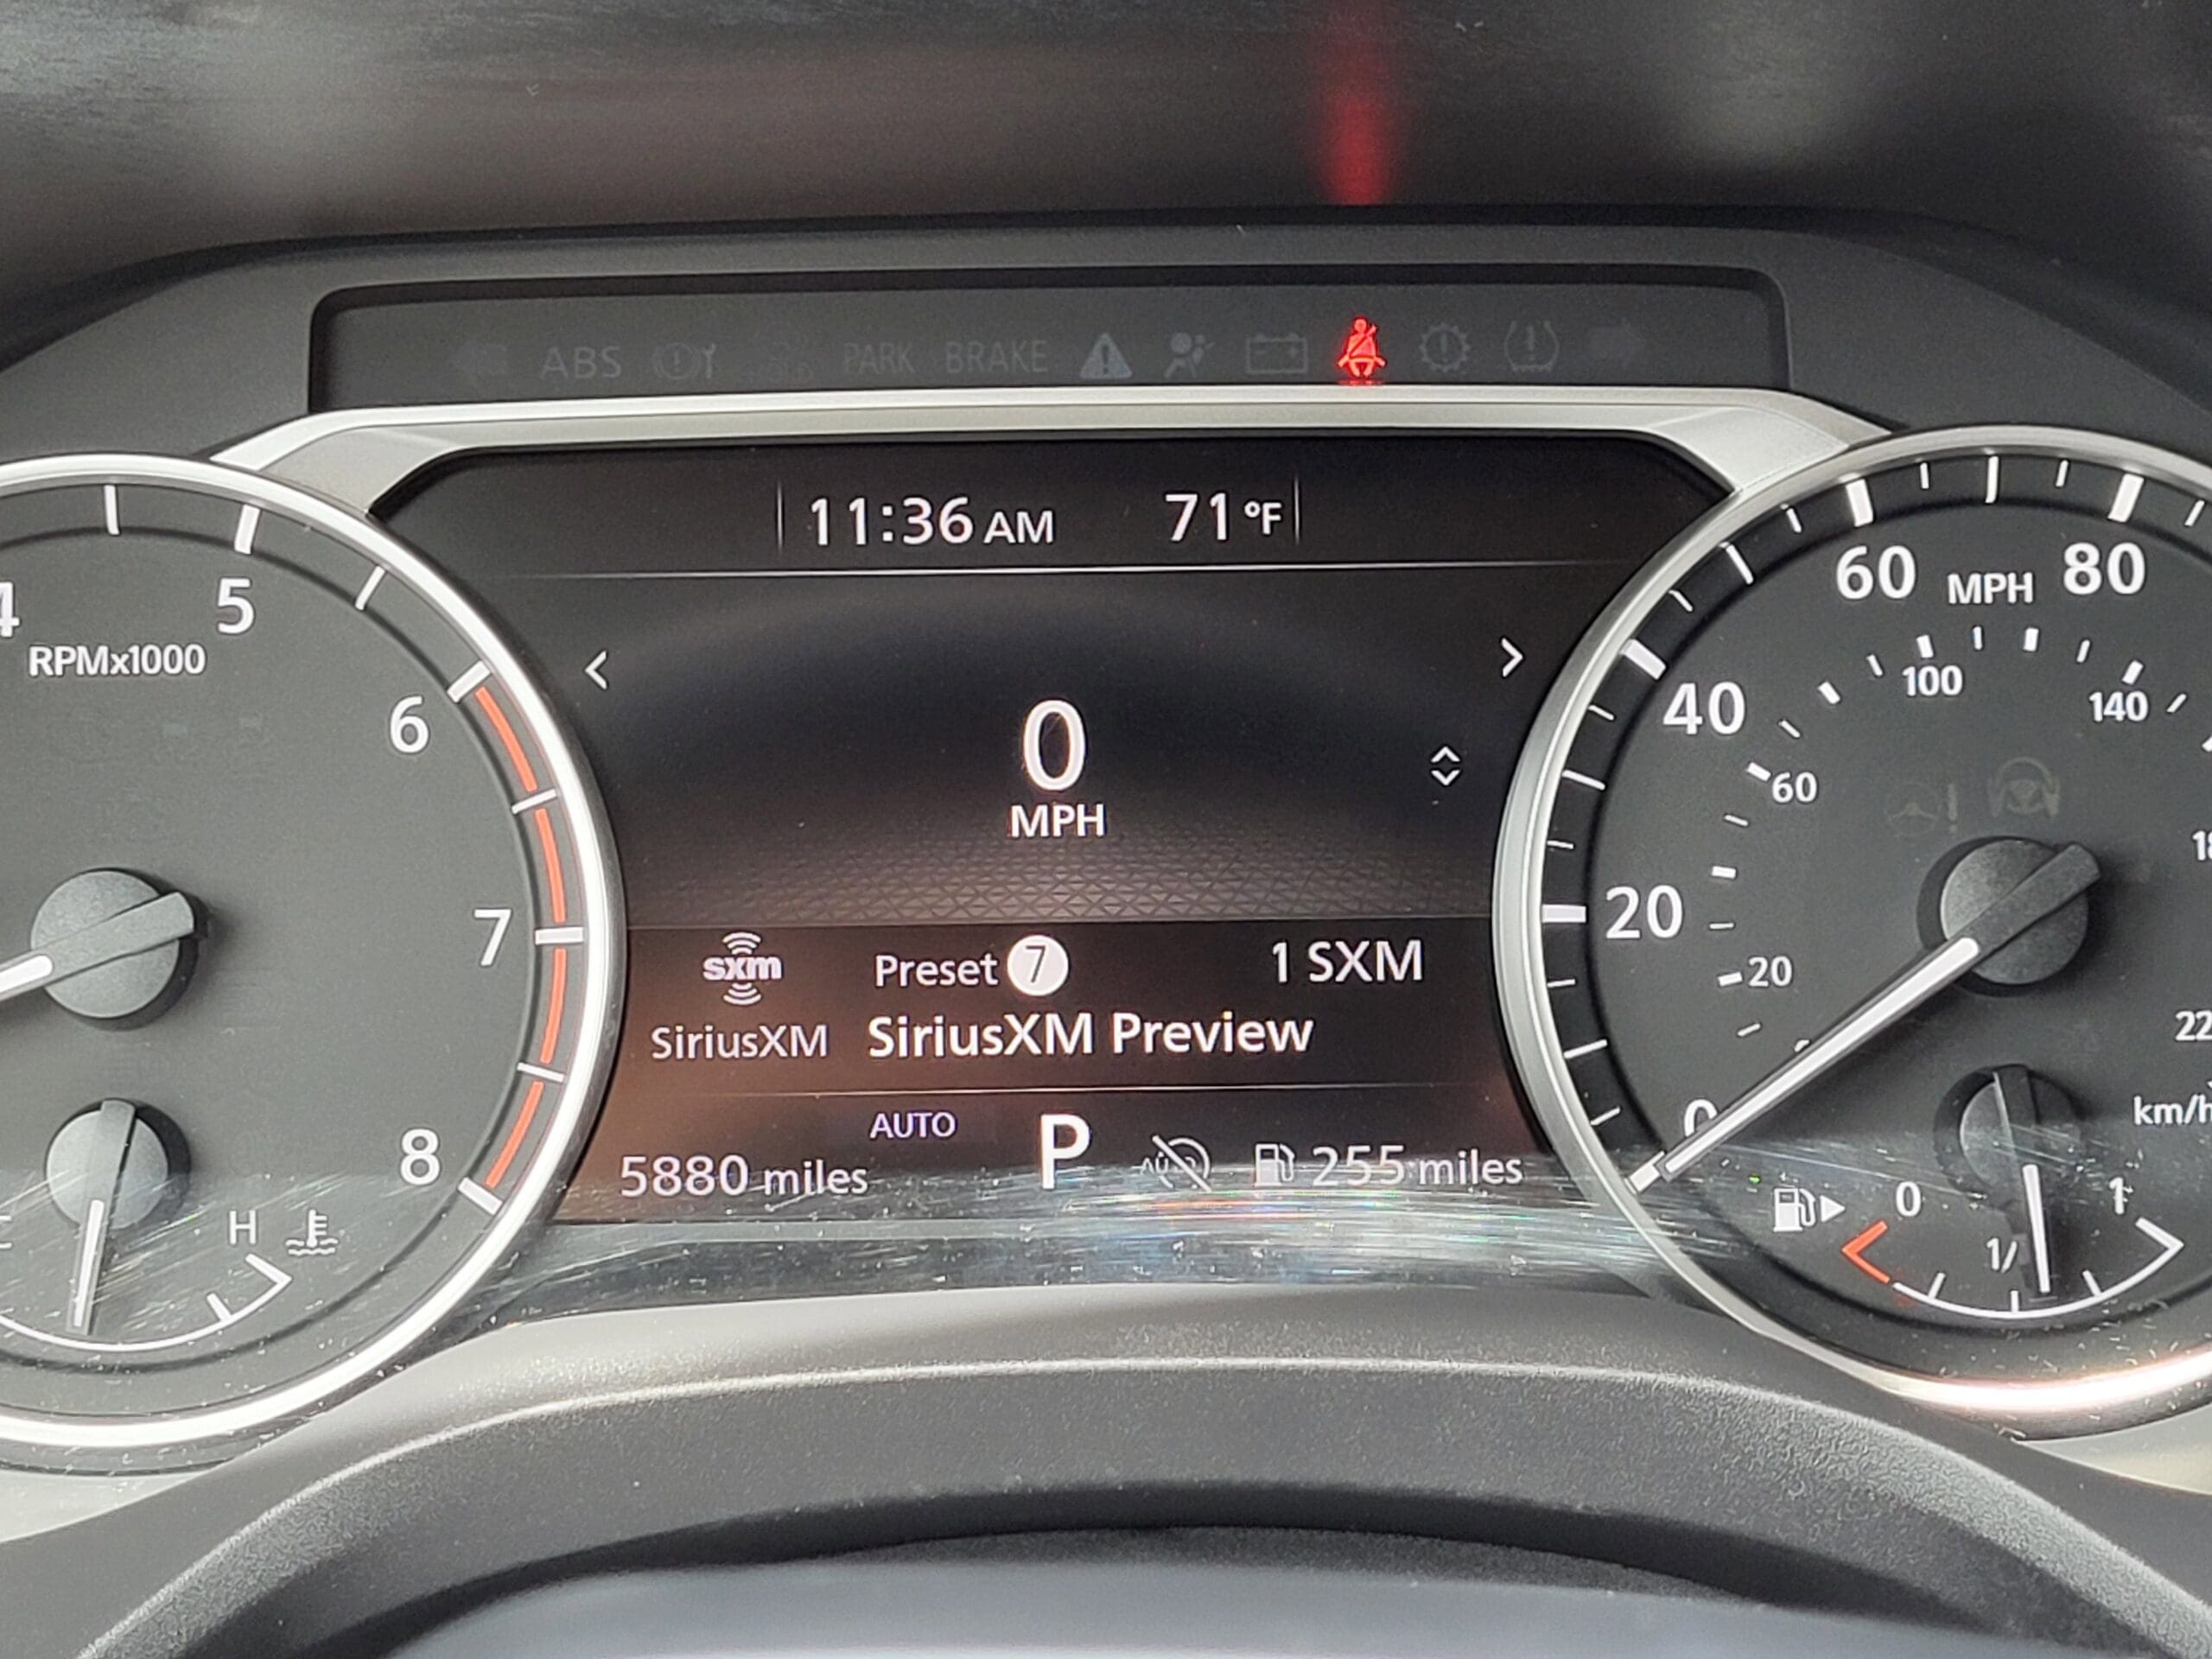 ABS
PARK BRAKE
11:36 AM 71 °F
4 5 6 7 8
RPMx1000
H
0
MPH
sxm
SiriusXM
Preset 7 1 SXM
SiriusXM Preview
AUTO
5880 miles
P
255 miles
0 20 40 60 80
MPH
20 60 100 140
km/h
0 1